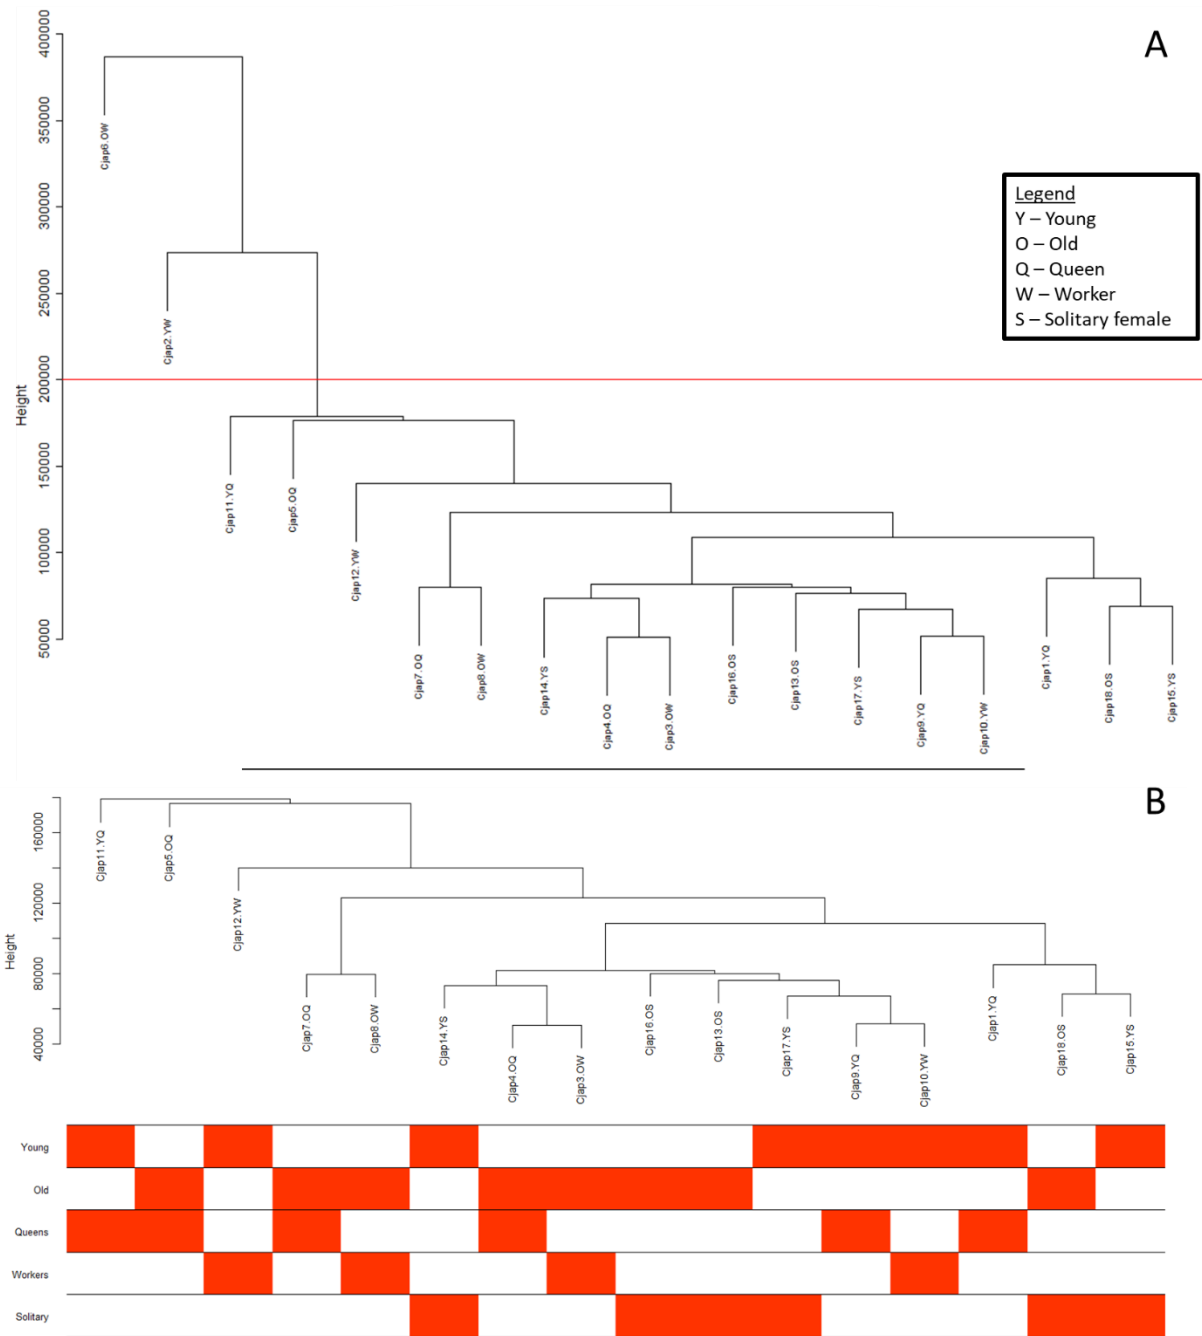 A
400000
350000
300000
250000
200000
150000
100000
50000
Height
Cjap6.OW
Cjap2.YW
Cjap11.YQ
Cjap5.OQ
Cjap12.YW
Cjap7.OQ
Cjap8.OW
Cjap14.YS
Cjap4.OQ
Cjap3.OW
Cjap16.OS
Cjap13.OS
Cjap17.YS
Cjap9.YQ
Cjap10.YW
Cjap1.YQ
Cjap18.OS
Cjap15.YS
Legend
Y – Young
O – Old
Q – Queen
W – Worker
S – Solitary female
B
160000
120000
80000
40000
Height
Cjap11.YQ
Cjap5.OQ
Cjap12.YW
Cjap7.OQ
Cjap8.OW
Cjap14.YS
Cjap4.OQ
Cjap3.OW
Cjap16.OS
Cjap13.OS
Cjap17.YS
Cjap9.YQ
Cjap10.YW
Cjap1.YQ
Cjap18.OS
Cjap15.YS
Young
Old
Queens
Workers
Solitary